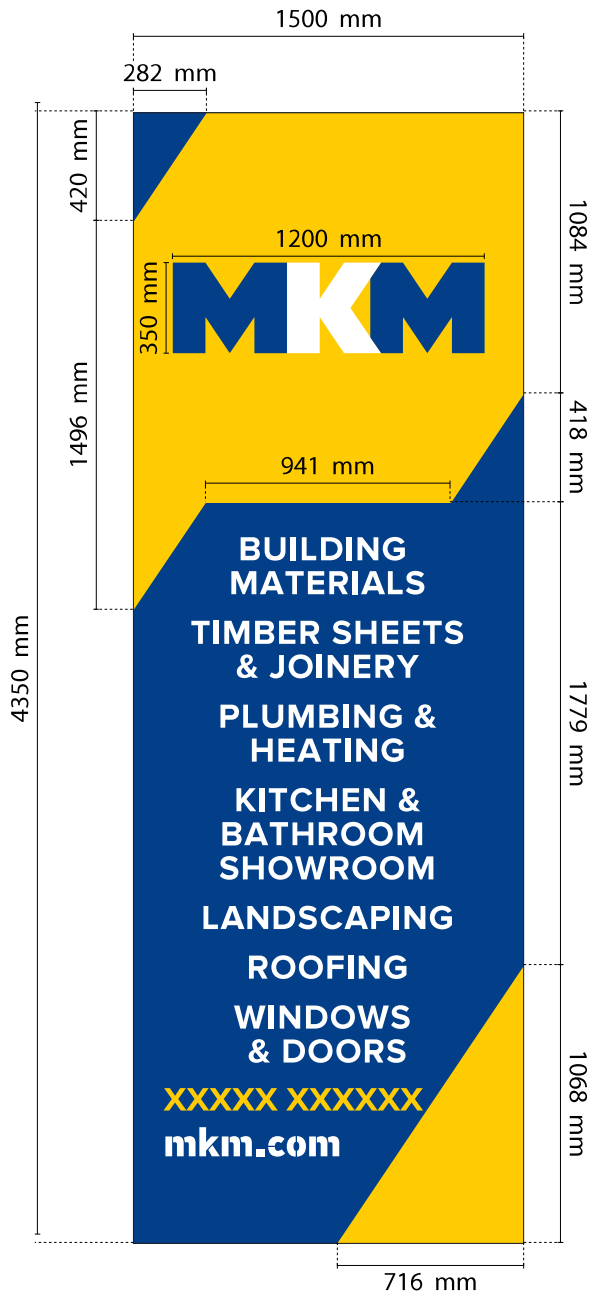 1500 mm
282 mm
420 mm
1084 mm
1200 mm
350 mm
MKM
1496 mm
418 mm
941 mm
BUILDING
MATERIALS
TIMBER SHEETS
& JOINERY
4350 mm
PLUMBING &
HEATING
1779 mm
KITCHEN &
BATHROOM
SHOWROOM
LANDSCAPING
ROOFING
WINDOWS
& DOORS
XXXXX XXXXXX
1068 mm
mkm.com
716 mm